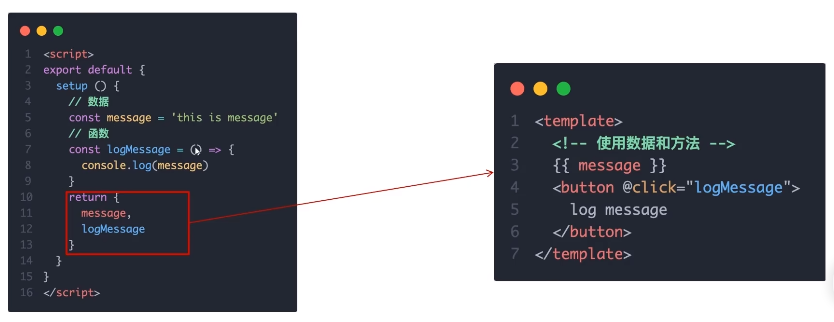 1 <script>
2 export default {
3 setup () {
4 // 数据
5 const message = 'this is message'
6 // 函数
7 const logMessage = () => {
8 console.log(message)
9 }
10 return {
11 message,
12 logMessage
13 }
14 }
15 }
16 </script>
1 <template>
2 <!-- 使用数据和方法 -->
3 {{ message }}
4 <button @click="logMessage">
5 log message
6 </button>
7 </template>